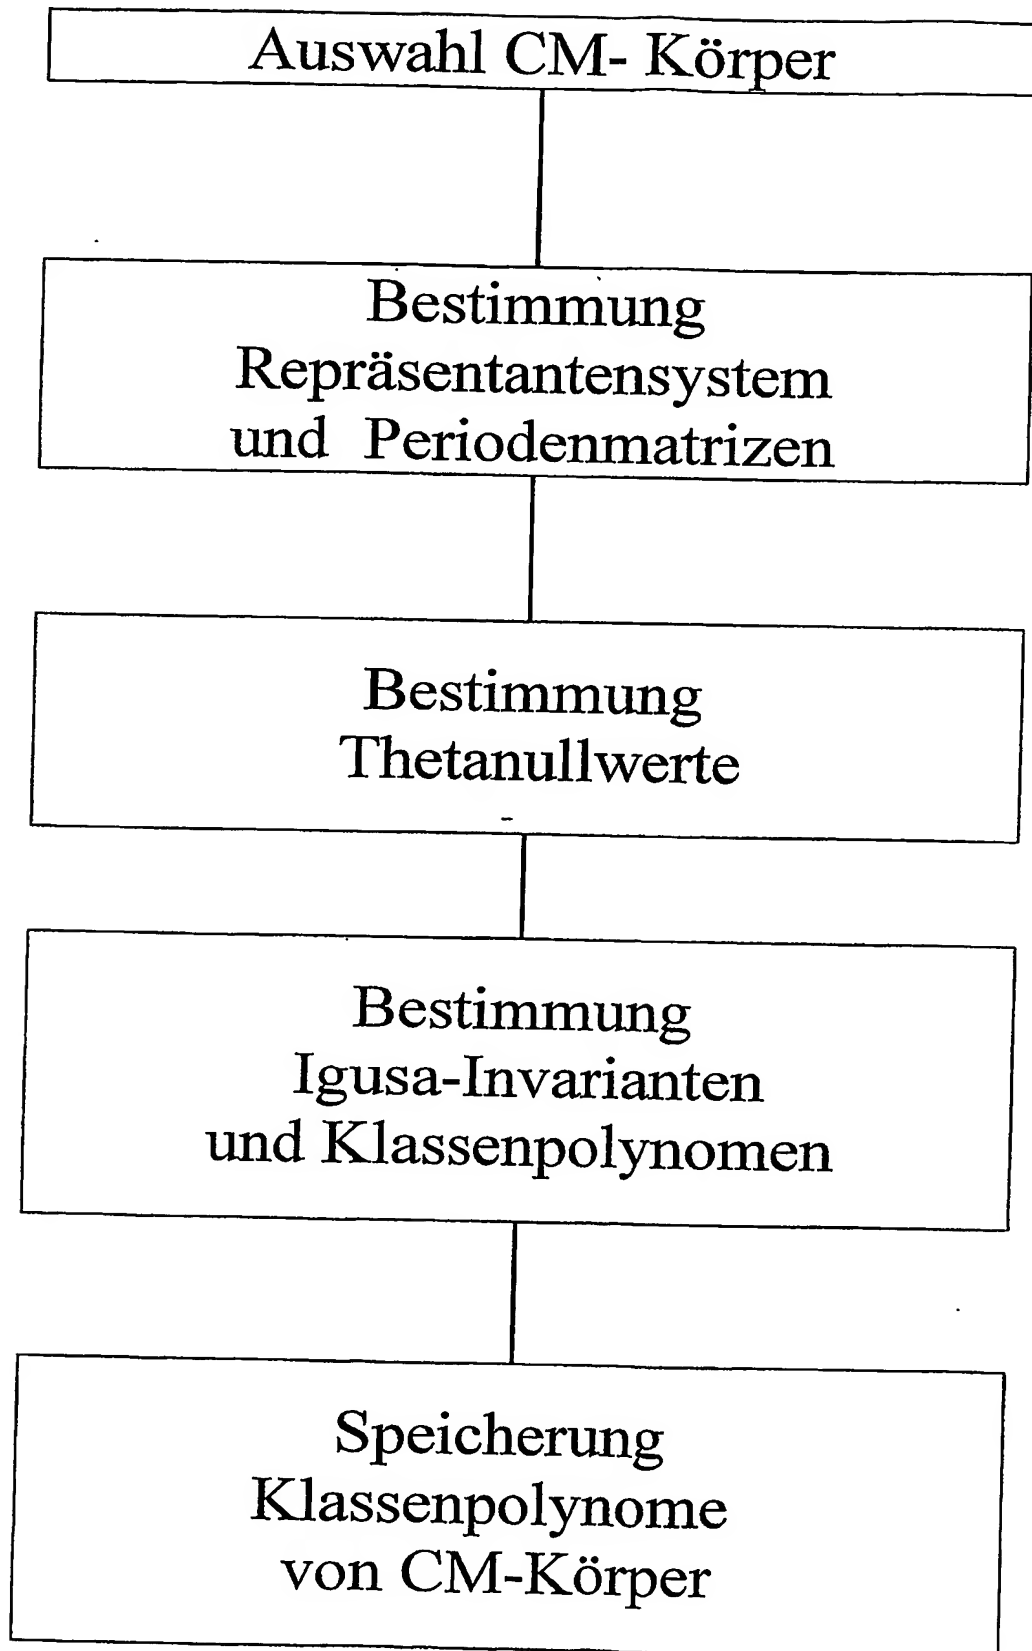 Auswahl CM- Körper
Bestimmung
Repräsentantensystem
und Periodenmatrizen
Bestimmung
Thetanullwerte
Bestimmung
Igusa-Invarianten
und Klassenpolynomen
Speicherung
Klassenpolynome
von CM-Körper